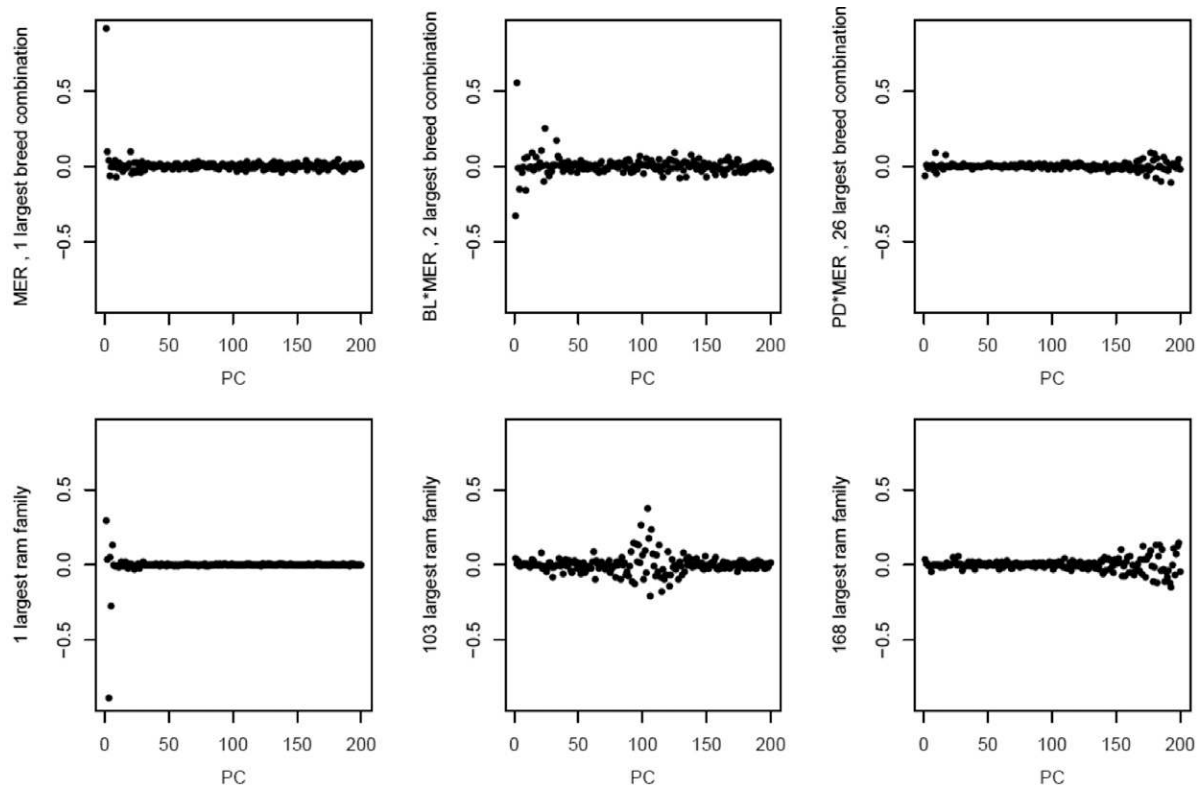 MER , 1 largest breed combination
0.5
0.0
−0.5
0 50 100 150 200
PC
BL*MER , 2 largest breed combination
0.5
0.0
−0.5
0 50 100 150 200
PC
PD*MER , 26 largest breed combination
0.5
0.0
−0.5
0 50 100 150 200
PC
1 largest ram family
0.5
0.0
−0.5
0 50 100 150 200
PC
103 largest ram family
0.5
0.0
−0.5
0 50 100 150 200
PC
168 largest ram family
0.5
0.0
−0.5
0 50 100 150 200
PC